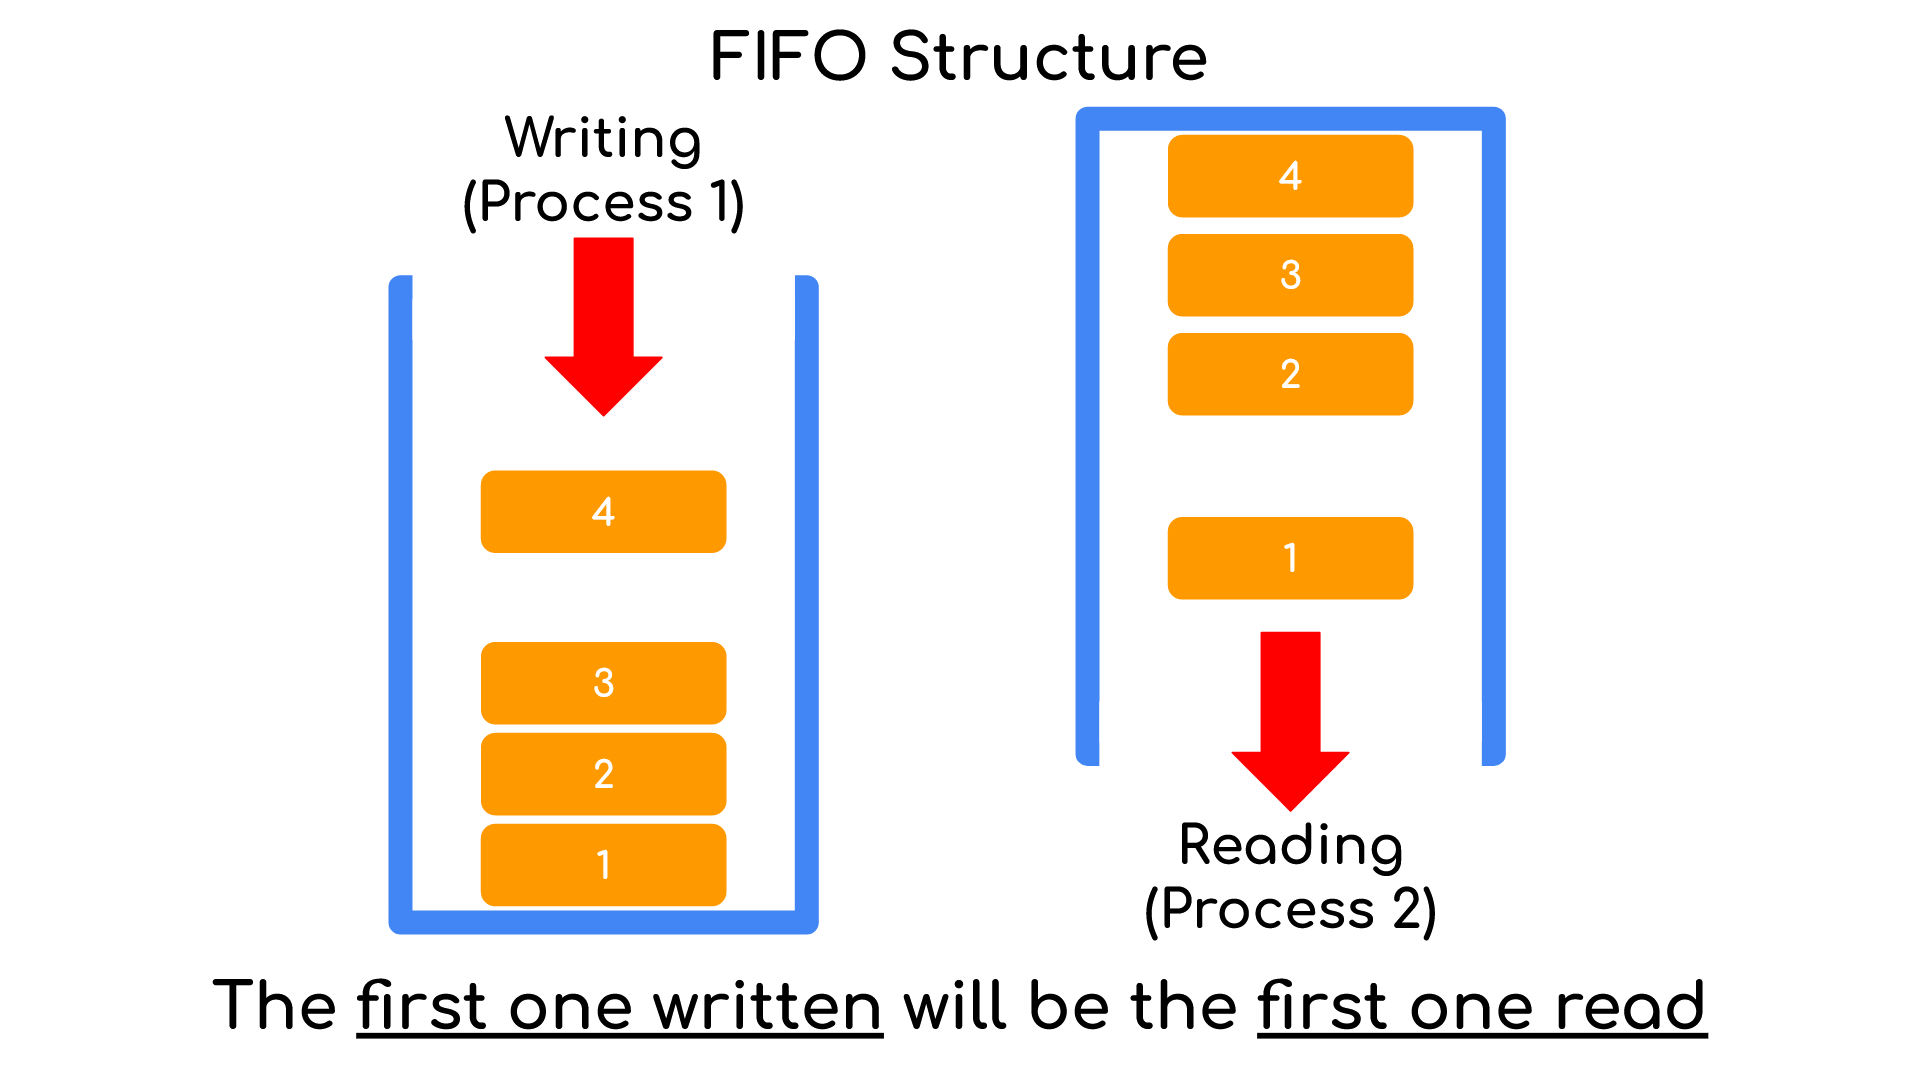 FIFO Structure
Writing
(Process 1)
4
3
2
1
4
3
2
1
Reading
(Process 2)
The first one written will be the first one read